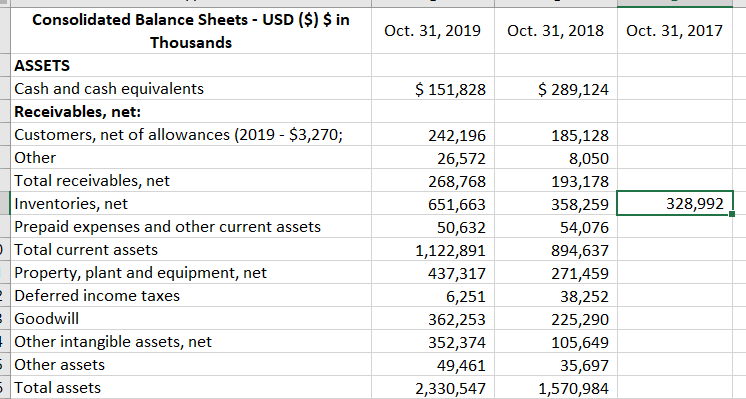 Consolidated Balance Sheets - USD ($) $ in Thousands Oct. 31, 2019 Oct. 31, 2018 Oct. 31, 2017
ASSETS
Cash and cash equivalents $ 151,828 $ 289,124
Receivables, net:
Customers, net of allowances (2019 - $3,270; 242,196 185,128
Other 26,572 8,050
Total receivables, net 268,768 193,178
Inventories, net 651,663 358,259 328,992
Prepaid expenses and other current assets 50,632 54,076
Total current assets 1,122,891 894,637
Property, plant and equipment, net 437,317 271,459
Deferred income taxes 6,251 38,252
Goodwill 362,253 225,290
Other intangible assets, net 352,374 105,649
Other assets 49,461 35,697
Total assets 2,330,547 1,570,984